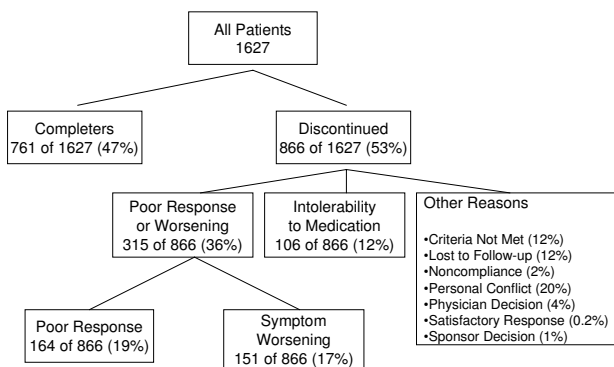 All Patients
1627
Completers
761 of 1627 (47%)
Discontinued
866 of 1627 (53%)
Poor Response
or Worsening
315 of 866 (36%)
Intolerability
to Medication
106 of 866 (12%)
Other Reasons
•Criteria Not Met (12%)
•Lost to Follow-up (12%)
•Noncompliance (2%)
•Personal Conflict (20%)
•Physician Decision (4%)
•Satisfactory Response (0.2%)
•Sponsor Decision (1%)
Poor Response
164 of 866 (19%)
Symptom
Worsening
151 of 866 (17%)